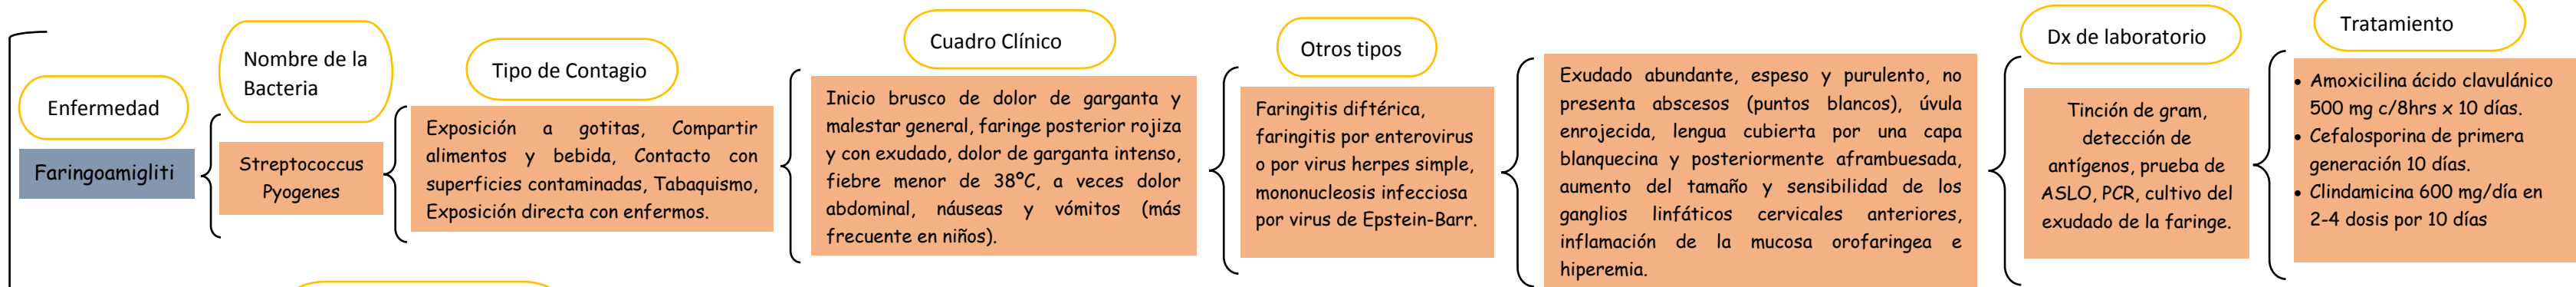 Enfermedad
Faringoamigliti
Nombre de la
Bacteria
Streptococcus
Pyogenes
Tipo de Contagio
Exposición a gotitas, Compartir
alimentos y bebida, Contacto con
superficies contaminadas, Tabaquismo,
Exposición directa con enfermos.
Cuadro Clínico
Inicio brusco de dolor de garganta y
malestar general, faringe posterior rojiza
y con exudado, dolor de garganta intenso,
fiebre menor de 38ºC, a veces dolor
abdominal, náuseas y vómitos (más
frecuente en niños).
Otros tipos
Faringitis diftérica,
faringitis por enterovirus
o por virus herpes simple,
mononucleosis infecciosa
por virus de Epstein-Barr.
Exudado abundante, espeso y purulento, no
presenta abscesos (puntos blancos), úvula
enrojecida, lengua cubierta por una capa
blanquecina y posteriormente aframbuesada,
aumento del tamaño y sensibilidad de los
ganglios linfáticos cervicales anteriores,
inflamación de la mucosa orofaringea e
hiperemia.
Dx de laboratorio
Tinción de gram,
detección de
antígenos, prueba de
ASLO, PCR, cultivo del
exudado de la faringe.
Tratamiento
• Amoxicilina ácido clavulánico
500 mg c/8hrs x 10 días.
• Cefalosporina de primera
generación 10 días.
• Clindamicina 600 mg/día en
2-4 dosis por 10 días